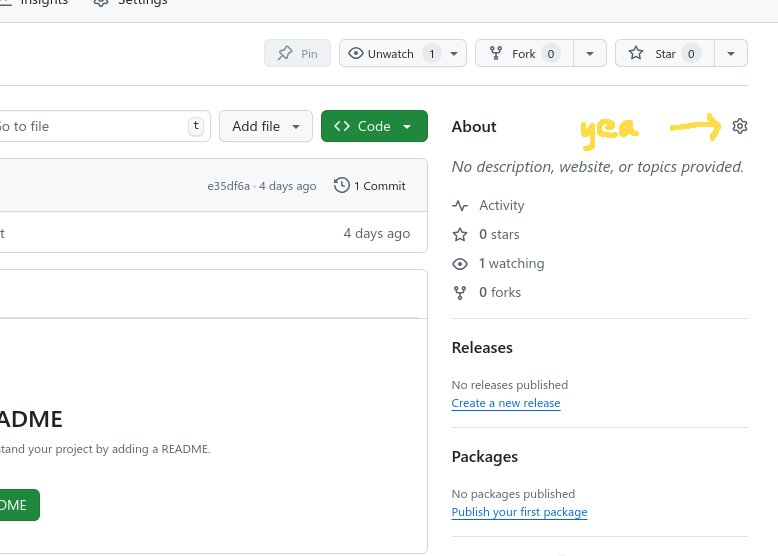 Insights Settings
Pin Unwatch 1 Fork 0 Star 0
Go to file t Add file Code
e35df6a · 4 days ago 1 Commit
4 days ago
ADME
stand your project by adding a README.
DME
About yea
No description, website, or topics provided.
Activity
0 stars
1 watching
0 forks
Releases
No releases published
Create a new release
Packages
No packages published
Publish your first package